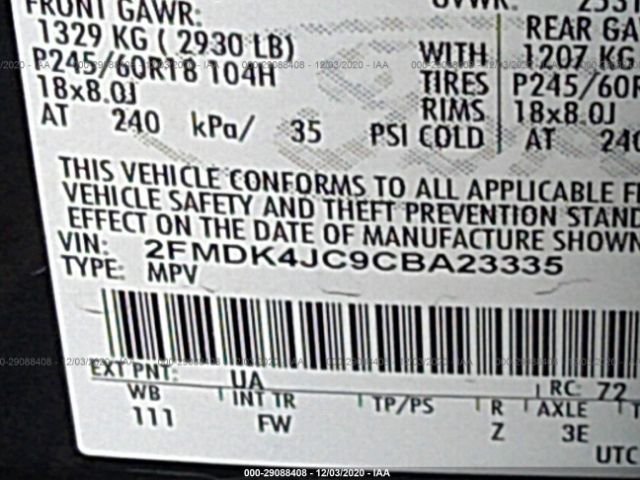 FRONT GAWR:
1329 KG ( 2930 LB) WITH 1207 KG
P245/60R18 104H TIRES P245/60R
18x8.0J RIMS 18x8.0J
AT 240 kPa/ 35 PSI COLD AT 240
REAR GA
THIS VEHICLE CONFORMS TO ALL APPLICABLE F
VEHICLE SAFETY AND THEFT PREVENTION STAND
EFFECT ON THE DATE OF MANUFACTURE SHOWN
VIN: 2FMDK4JC9CBA23335
TYPE: MPV
EXT PNT: UA RC: 72
WB INT TR TP/PS R AXLE T
111 FW Z 3E
UTC
000-29088408 - 12/03/2020 - IAA